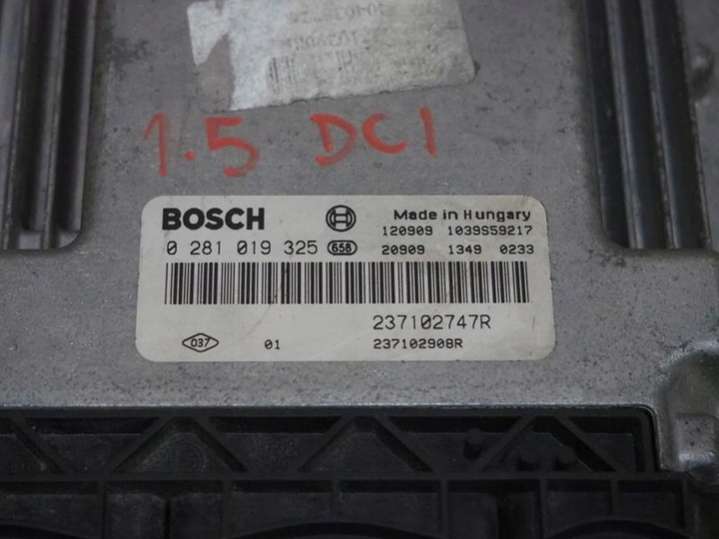 1.5 DCI
BOSCH
Made in Hungary
120909 1039S59217
0 281 019 325 658 20909 1349 0233
237102747R
037 01 237102908R